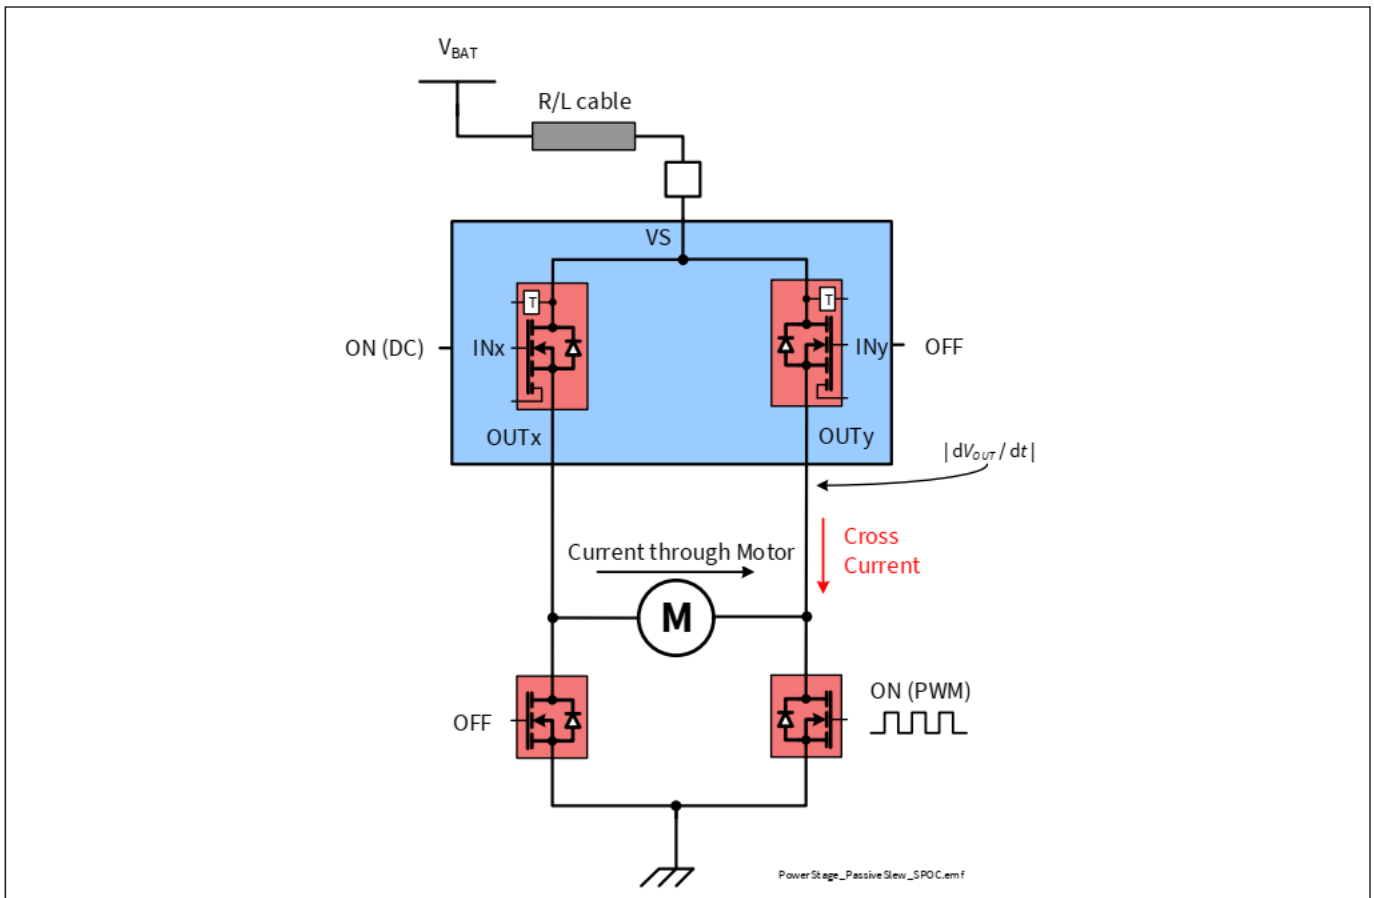 VBAT
R/L cable
VS
T
T
ON (DC)
INx
INy
OFF
OUTx
OUTy
| dVOUT / dt |
Cross
Current
Current through Motor
M
ON (PWM)
OFF
PowerStage_PassiveSlew_SPOC.emf